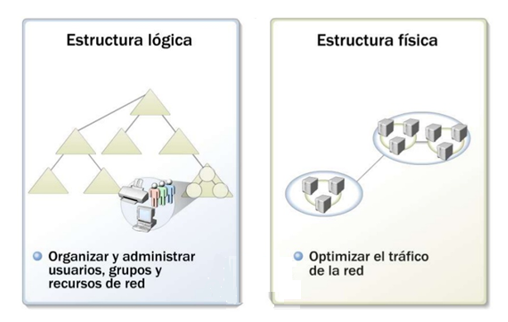 Estructura lógica
Organizar y administrar
usuarios, grupos y
recursos de red
Estructura física
Optimizar el tráfico
de la red